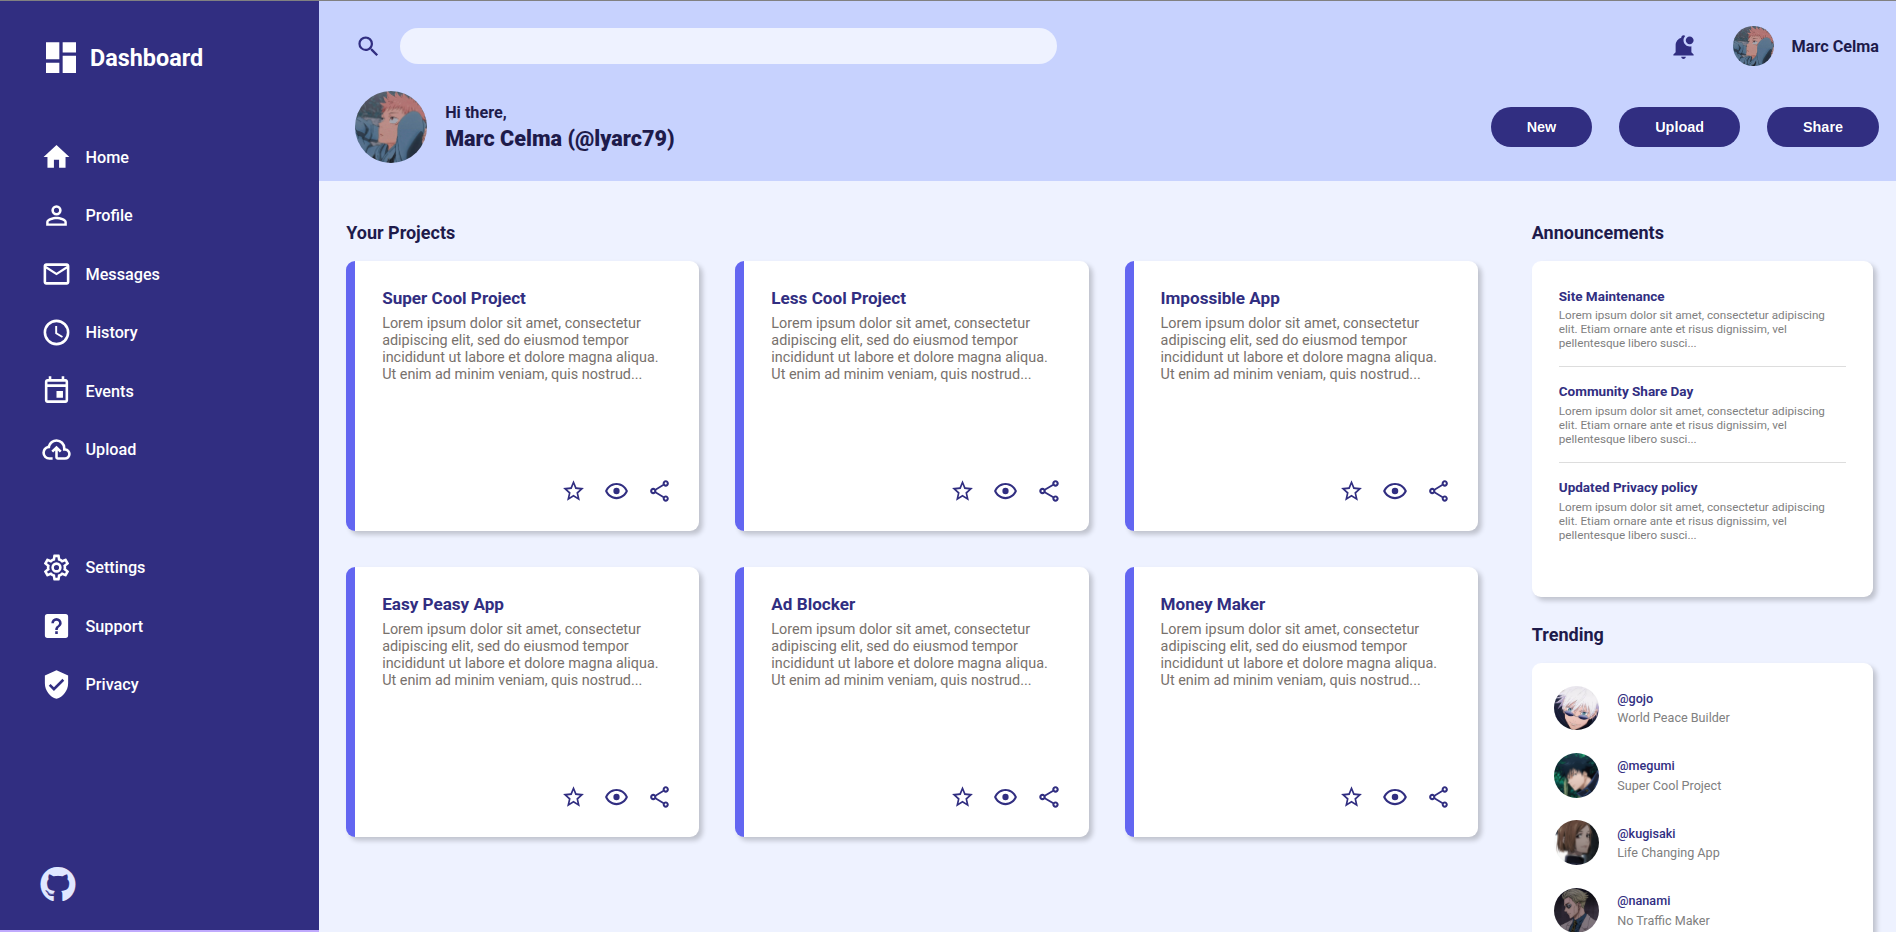 Dashboard
Home
Profile
Messages
History
Events
Upload
Settings
Support
Privacy
Marc Celma
Hi there,
Marc Celma (@lyarc79)
New
Upload
Share
Your Projects
Super Cool Project
Lorem ipsum dolor sit amet, consectetur
adipiscing elit, sed do eiusmod tempor
incididunt ut labore et dolore magna aliqua.
Ut enim ad minim veniam, quis nostrud...
Less Cool Project
Lorem ipsum dolor sit amet, consectetur
adipiscing elit, sed do eiusmod tempor
incididunt ut labore et dolore magna aliqua.
Ut enim ad minim veniam, quis nostrud...
Impossible App
Lorem ipsum dolor sit amet, consectetur
adipiscing elit, sed do eiusmod tempor
incididunt ut labore et dolore magna aliqua.
Ut enim ad minim veniam, quis nostrud...
Easy Peasy App
Lorem ipsum dolor sit amet, consectetur
adipiscing elit, sed do eiusmod tempor
incididunt ut labore et dolore magna aliqua.
Ut enim ad minim veniam, quis nostrud...
Ad Blocker
Lorem ipsum dolor sit amet, consectetur
adipiscing elit, sed do eiusmod tempor
incididunt ut labore et dolore magna aliqua.
Ut enim ad minim veniam, quis nostrud...
Money Maker
Lorem ipsum dolor sit amet, consectetur
adipiscing elit, sed do eiusmod tempor
incididunt ut labore et dolore magna aliqua.
Ut enim ad minim veniam, quis nostrud...
Announcements
Site Maintenance
Lorem ipsum dolor sit amet, consectetur adipiscing
elit. Etiam ornare ante et risus dignissim, vel
pellentesque libero susci...
Community Share Day
Lorem ipsum dolor sit amet, consectetur adipiscing
elit. Etiam ornare ante et risus dignissim, vel
pellentesque libero susci...
Updated Privacy policy
Lorem ipsum dolor sit amet, consectetur adipiscing
elit. Etiam ornare ante et risus dignissim, vel
pellentesque libero susci...
Trending
@gojo
World Peace Builder
@megumi
Super Cool Project
@kugisaki
Life Changing App
@nanami
No Traffic Maker